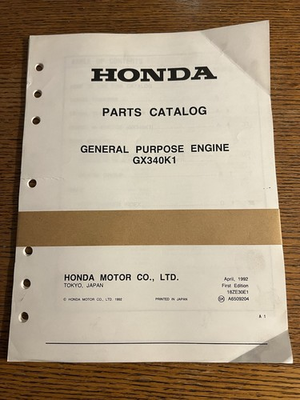 HONDA
PARTS CATALOG
GENERAL PURPOSE ENGINE
GX340K1
HONDA MOTOR CO., LTD.
TOKYO, JAPAN
April, 1992
First Edition
18ZE30E1
A6509204
© HONDA MOTOR CO., LTD. 1992
PRINTED IN JAPAN